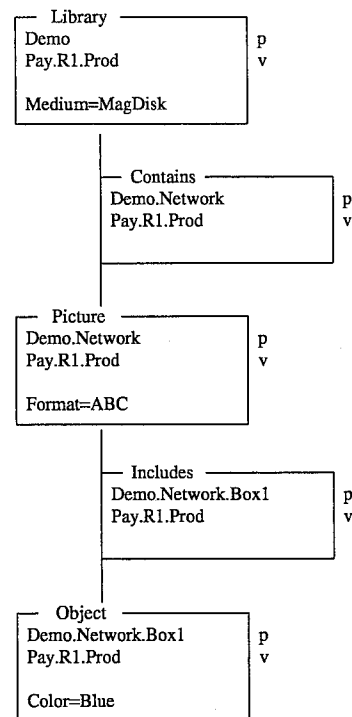 Library
Demo p
Pay.R1.Prod v
Medium=MagDisk
Contains
Demo.Network p
Pay.R1.Prod v
Picture
Demo.Network p
Pay.R1.Prod v
Format=ABC
Includes
Demo.Network.Box1 p
Pay.R1.Prod v
Object
Demo.Network.Box1 p
Pay.R1.Prod v
Color=Blue